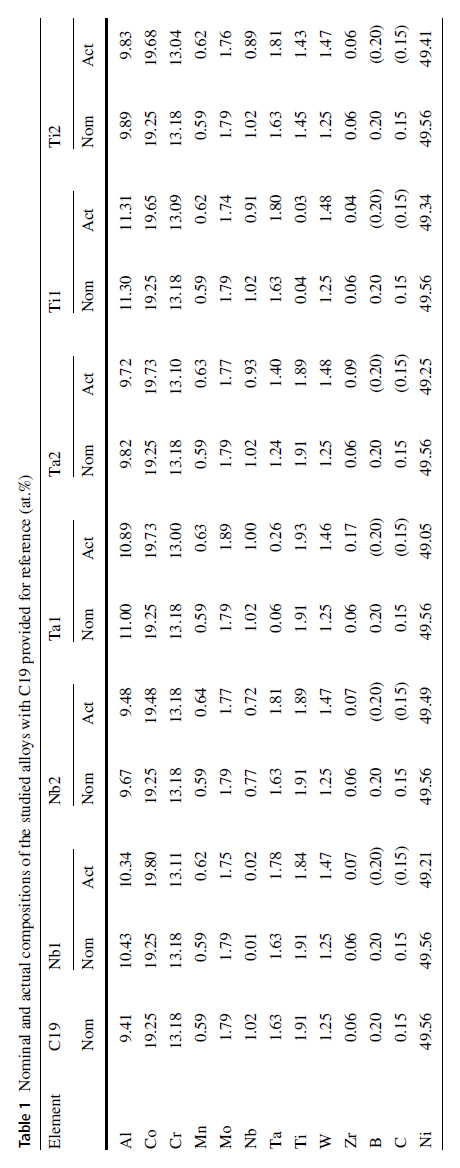 Table 1 Nominal and actual compositions of the studied alloys with C19 provided for reference (at.%)
Element C19 Nb1 Nb2 Ta1 Ta2 Ti1 Ti2
Nom Nom Act Nom Act Nom Act Nom Act Nom Act Nom Act
Al 9.41 10.43 10.34 9.67 9.48 11.00 10.89 9.82 9.72 11.30 11.31 9.89 9.83
Co 19.25 19.25 19.80 19.25 19.48 19.25 19.73 19.25 19.73 19.25 19.65 19.25 19.68
Cr 13.18 13.18 13.11 13.18 13.18 13.18 13.00 13.18 13.10 13.18 13.09 13.18 13.04
Mn 0.59 0.59 0.62 0.59 0.64 0.59 0.63 0.59 0.63 0.59 0.62 0.59 0.62
Mo 1.79 1.79 1.75 1.79 1.77 1.79 1.89 1.79 1.77 1.79 1.74 1.79 1.76
Nb 1.02 0.01 0.02 0.77 0.72 1.02 1.00 1.02 0.93 1.02 0.91 1.02 0.89
Ta 1.63 1.63 1.78 1.63 1.81 0.06 0.26 1.24 1.40 1.63 1.80 1.63 1.81
Ti 1.91 1.91 1.84 1.91 1.89 1.91 1.93 1.91 1.89 0.04 0.03 1.45 1.43
W 1.25 1.25 1.47 1.25 1.47 1.25 1.46 1.25 1.48 1.25 1.48 1.25 1.47
Zr 0.06 0.06 0.07 0.06 0.07 0.06 0.17 0.06 0.09 0.06 0.04 0.06 0.06
B 0.20 0.20 (0.20) 0.20 (0.20) 0.20 (0.20) 0.20 (0.20) 0.20 (0.20) 0.20 (0.20)
C 0.15 0.15 (0.15) 0.15 (0.15) 0.15 (0.15) 0.15 (0.15) 0.15 (0.15) 0.15 (0.15)
Ni 49.56 49.56 49.21 49.56 49.49 49.56 49.05 49.56 49.25 49.56 49.34 49.56 49.41